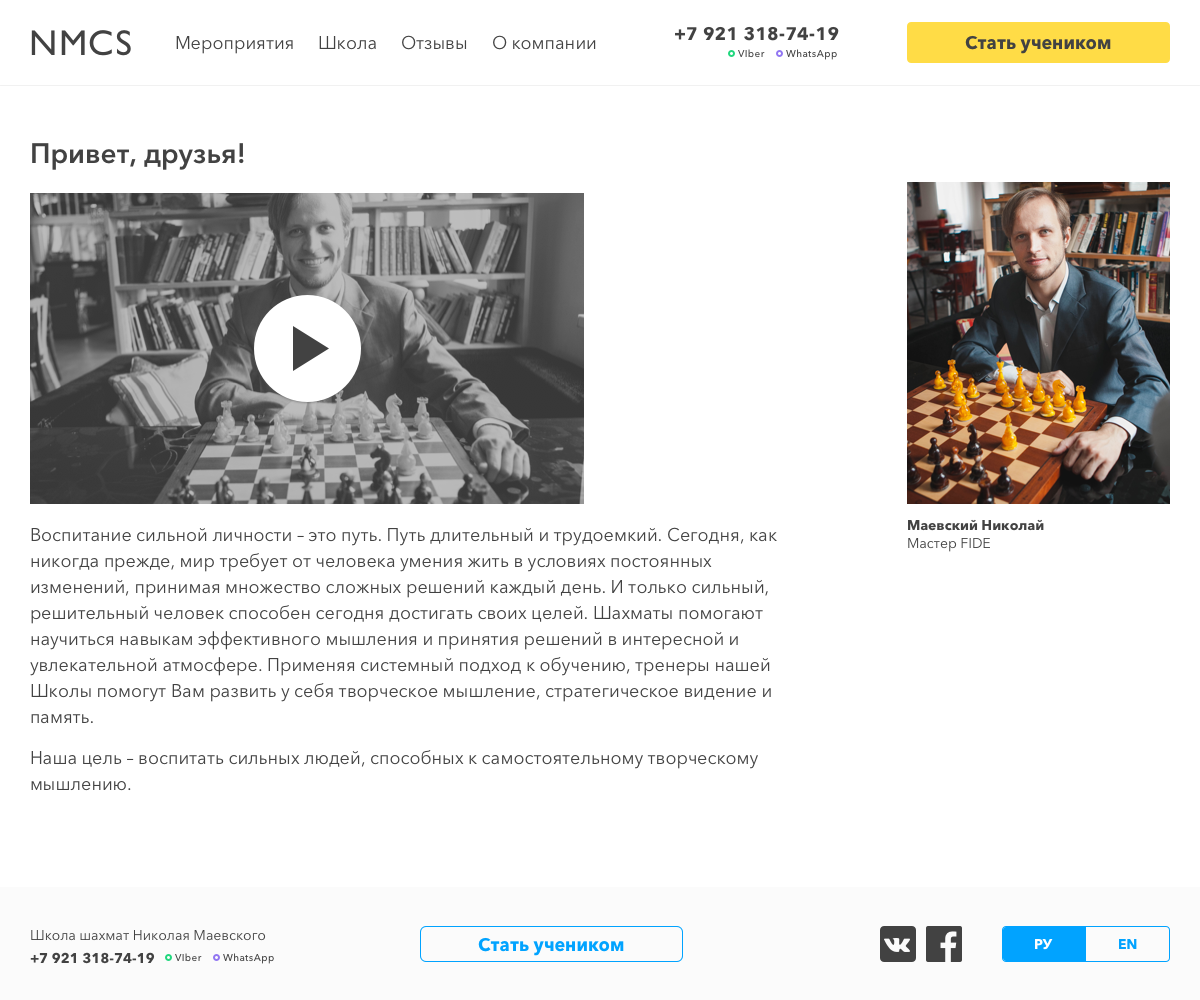 NMCS
Мероприятия Школа Отзывы О компании
+7 921 318-74-19
VIber WhatsApp
Стать учеником
Привет, друзья!
Воспитание сильной личности – это путь. Путь длительный и трудоемкий. Сегодня, как
никогда прежде, мир требует от человека умения жить в условиях постоянных
изменений, принимая множество сложных решений каждый день. И только сильный,
решительный человек способен сегодня достигать своих целей. Шахматы помогают
научиться навыкам эффективного мышления и принятия решений в интересной и
увлекательной атмосфере. Применяя системный подход к обучению, тренеры нашей
Школы помогут Вам развить у себя творческое мышление, стратегическое видение и
память.
Наша цель – воспитать сильных людей, способных к самостоятельному творческому
мышлению.
Маевский Николай
Мастер FIDE
Школа шахмат Николая Маевского
+7 921 318-74-19 VIber WhatsApp
Стать учеником
РУ EN